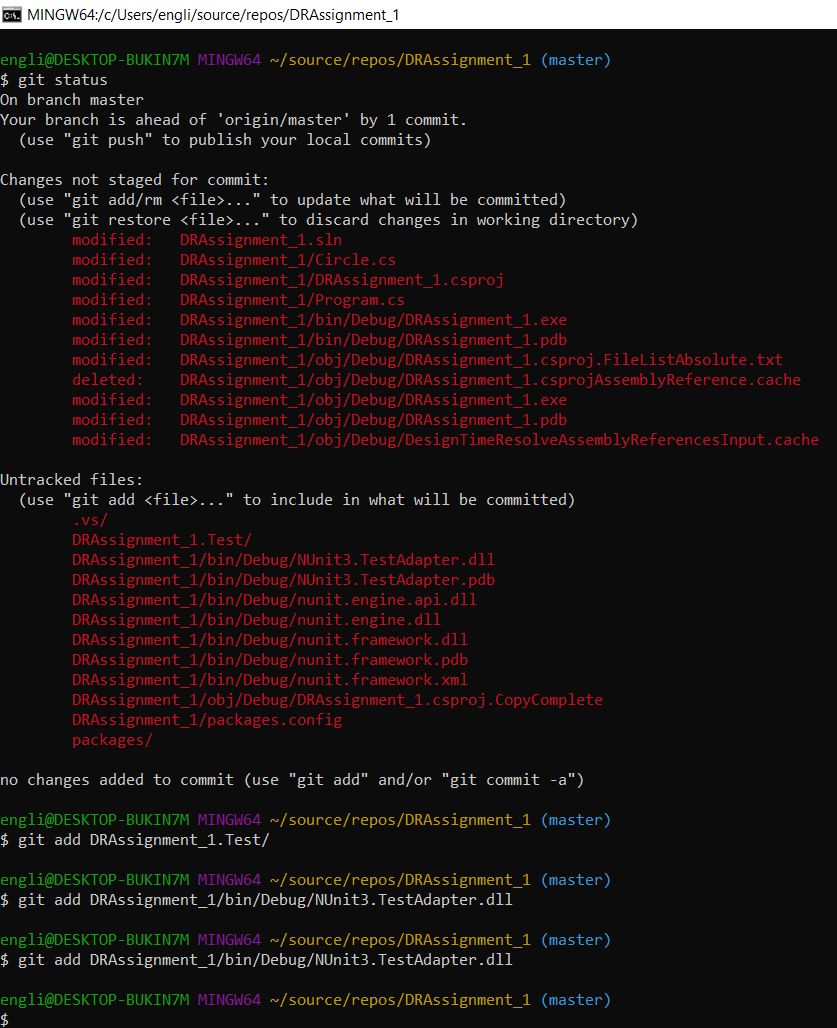 MINGW64:/c/Users/engli/source/repos/DRAssignment_1
engli@DESKTOP-BUKIN7M MINGW64 ~/source/repos/DRAssignment_1 (master)
$ git status
On branch master
Your branch is ahead of 'origin/master' by 1 commit.
  (use "git push" to publish your local commits)

Changes not staged for commit:
  (use "git add/rm <file>..." to update what will be committed)
  (use "git restore <file>..." to discard changes in working directory)
        modified:   DRAssignment_1.sln
        modified:   DRAssignment_1/Circle.cs
        modified:   DRAssignment_1/DRAssignment_1.csproj
        modified:   DRAssignment_1/Program.cs
        modified:   DRAssignment_1/bin/Debug/DRAssignment_1.exe
        modified:   DRAssignment_1/bin/Debug/DRAssignment_1.pdb
        modified:   DRAssignment_1/obj/Debug/DRAssignment_1.csproj.FileListAbsolute.txt
        deleted:    DRAssignment_1/obj/Debug/DRAssignment_1.csprojAssemblyReference.cache
        modified:   DRAssignment_1/obj/Debug/DRAssignment_1.exe
        modified:   DRAssignment_1/obj/Debug/DRAssignment_1.pdb
        modified:   DRAssignment_1/obj/Debug/DesignTimeResolveAssemblyReferencesInput.cache

Untracked files:
  (use "git add <file>..." to include in what will be committed)
        .vs/
        DRAssignment_1.Test/
        DRAssignment_1/bin/Debug/NUnit3.TestAdapter.dll
        DRAssignment_1/bin/Debug/NUnit3.TestAdapter.pdb
        DRAssignment_1/bin/Debug/nunit.engine.api.dll
        DRAssignment_1/bin/Debug/nunit.engine.dll
        DRAssignment_1/bin/Debug/nunit.framework.dll
        DRAssignment_1/bin/Debug/nunit.framework.pdb
        DRAssignment_1/bin/Debug/nunit.framework.xml
        DRAssignment_1/obj/Debug/DRAssignment_1.csproj.CopyComplete
        DRAssignment_1/packages.config
        packages/

no changes added to commit (use "git add" and/or "git commit -a")

engli@DESKTOP-BUKIN7M MINGW64 ~/source/repos/DRAssignment_1 (master)
$ git add DRAssignment_1.Test/

engli@DESKTOP-BUKIN7M MINGW64 ~/source/repos/DRAssignment_1 (master)
$ git add DRAssignment_1/bin/Debug/NUnit3.TestAdapter.dll

engli@DESKTOP-BUKIN7M MINGW64 ~/source/repos/DRAssignment_1 (master)
$ git add DRAssignment_1/bin/Debug/NUnit3.TestAdapter.dll

engli@DESKTOP-BUKIN7M MINGW64 ~/source/repos/DRAssignment_1 (master)
$